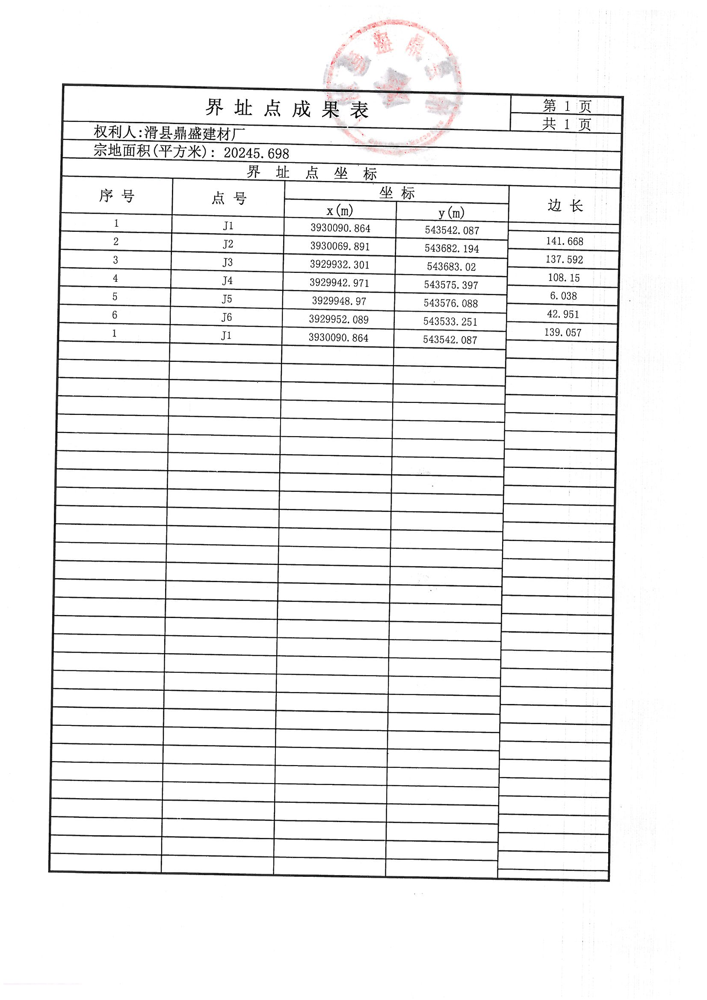 界 址 点 成 果 表
第 1 页
共 1 页
权利人:滑县鼎盛建材厂
宗地面积(平方米): 20245.698
界 址 点 坐 标
序 号 点 号 坐 标 边 长
x(m) y(m)
1 J1 3930090.864 543542.087
141.668
2 J2 3930069.891 543682.194
137.592
3 J3 3929932.301 543683.02
108.15
4 J4 3929942.971 543575.397
6.038
5 J5 3929948.97 543576.088
42.951
6 J6 3929952.089 543533.251
139.057
1 J1 3930090.864 543542.087